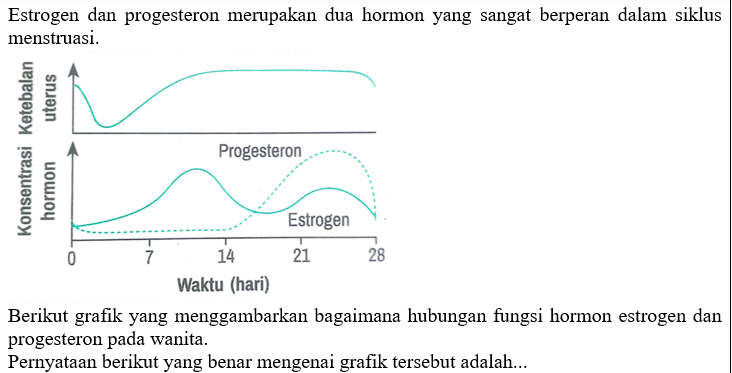 Estrogen dan progesteron merupakan dua hormon yang sangat berperan dalam siklus
menstruasi.
Ketebalan
uterus
Konsentrasi
hormon
Progesteron
Estrogen
0 7 14 21 28
Waktu (hari)
Berikut grafik yang menggambarkan bagaimana hubungan fungsi hormon estrogen dan
progesteron pada wanita.
Pernyataan berikut yang benar mengenai grafik tersebut adalah...